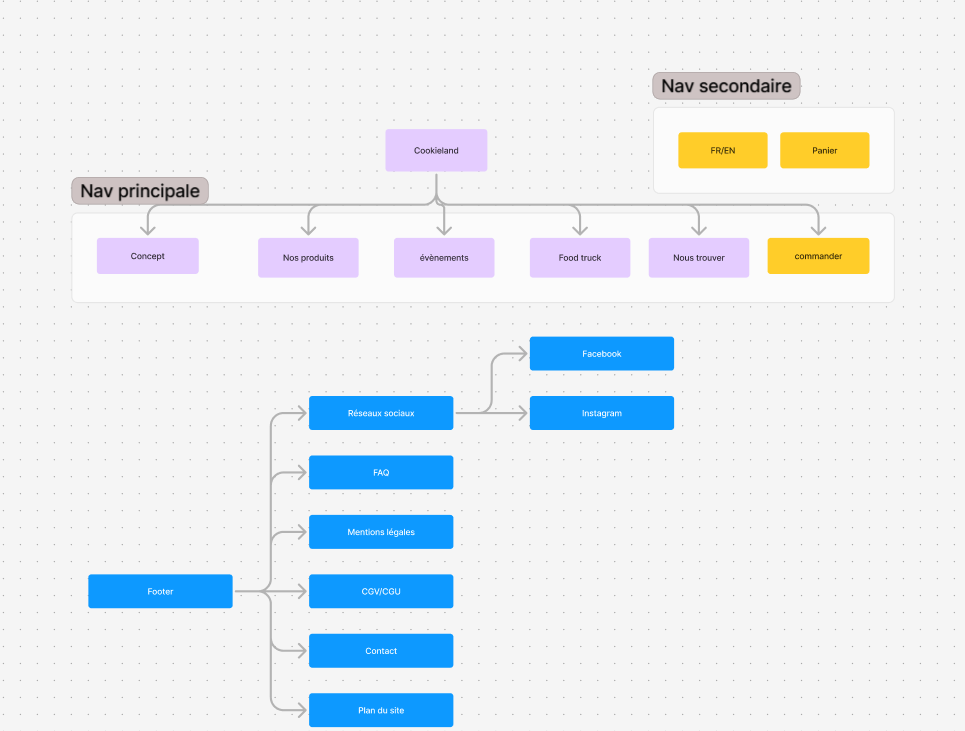 Nav secondaire
FR/EN
Panier
Cookieland
Nav principale
Concept
Nos produits
évènements
Food truck
Nous trouver
commander
Facebook
Réseaux sociaux
Instagram
FAQ
Mentions légales
Footer
CGV/CGU
Contact
Plan du site